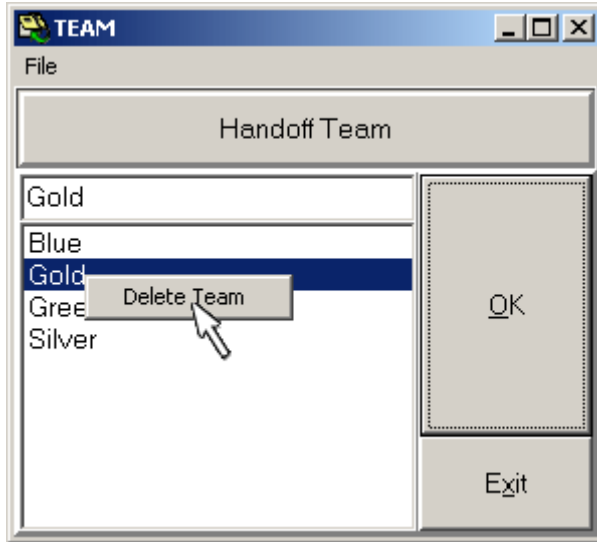 TEAM
File
Handoff Team
Gold
Blue
Gold
Delete Team
Silver
OK
Exit